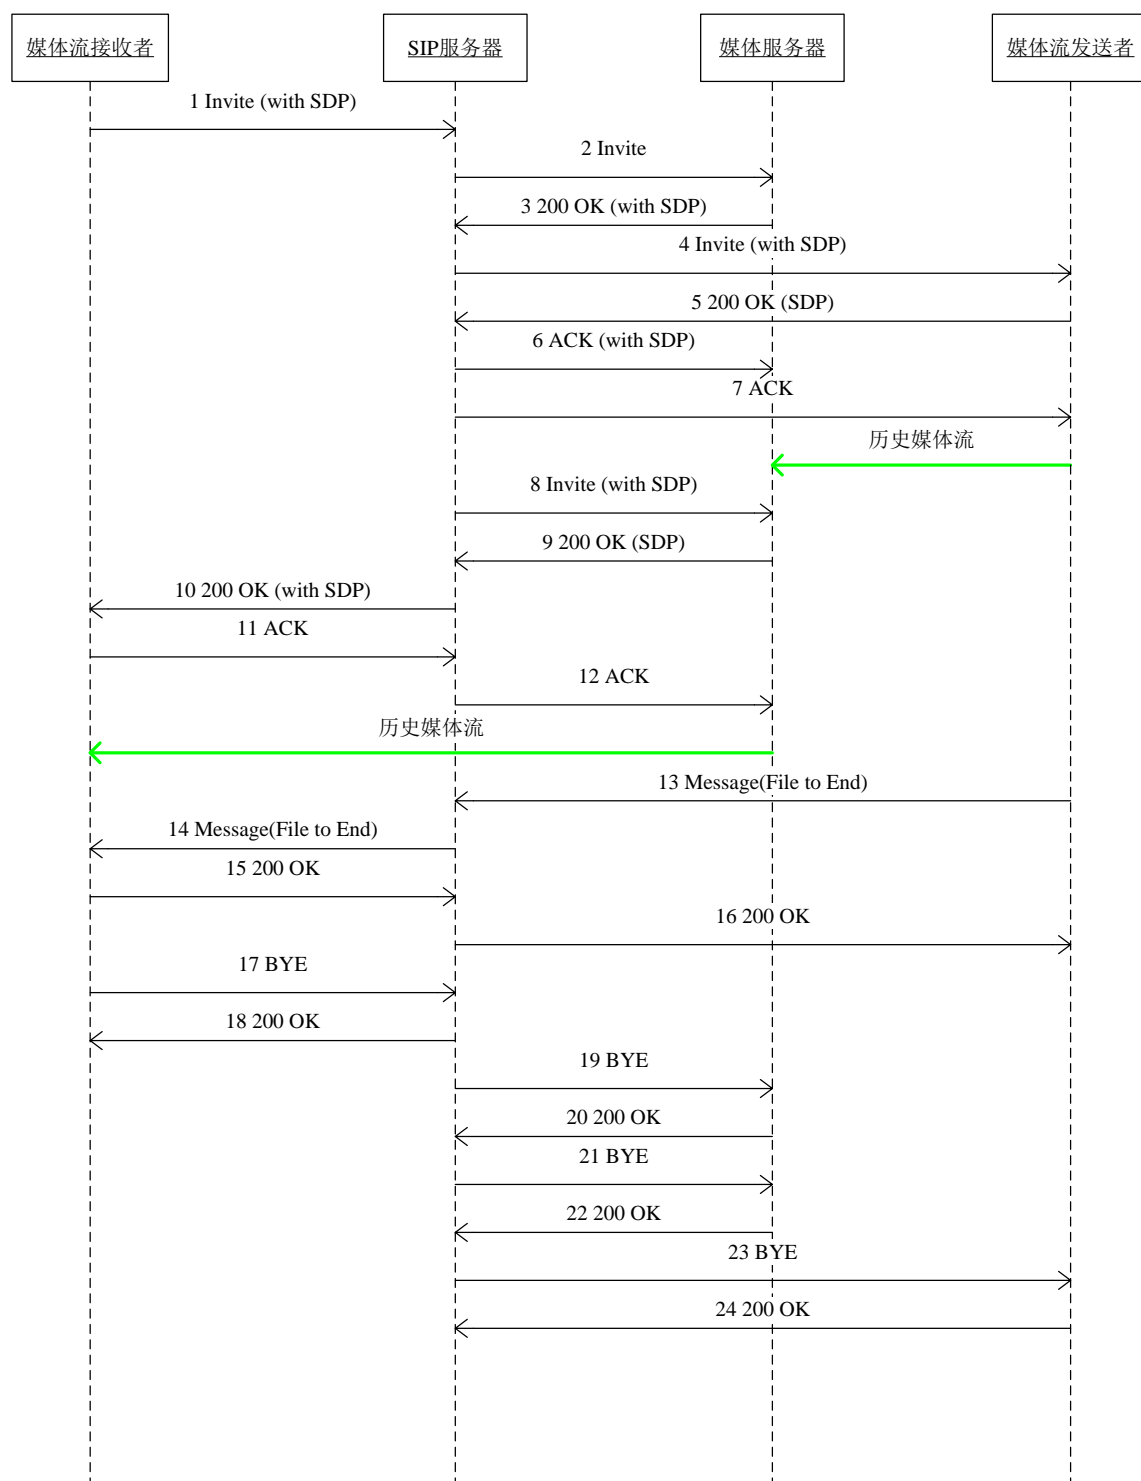 媒体流接收者
SIP服务器
媒体服务器
媒体流发送者
1 Invite (with SDP)
2 Invite
3 200 OK (with SDP)
4 Invite (with SDP)
5 200 OK (SDP)
6 ACK (with SDP)
7 ACK
历史媒体流
8 Invite (with SDP)
9 200 OK (SDP)
10 200 OK (with SDP)
11 ACK
12 ACK
历史媒体流
13 Message(File to End)
14 Message(File to End)
15 200 OK
16 200 OK
17 BYE
18 200 OK
19 BYE
20 200 OK
21 BYE
22 200 OK
23 BYE
24 200 OK